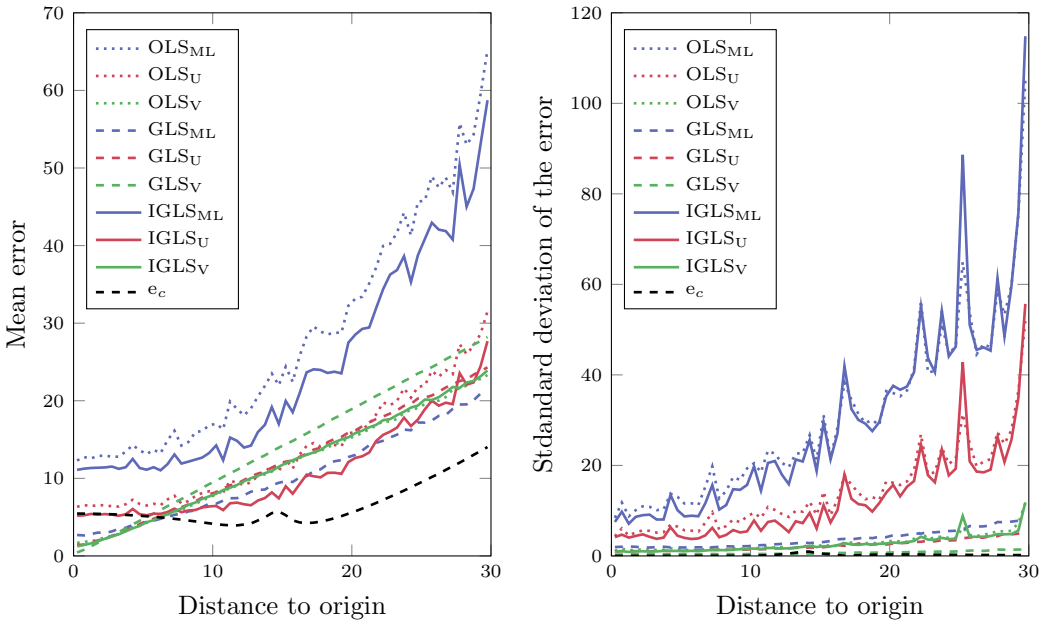 70
60
50
40
30
20
10
0
0
10
20
30
Mean error
Distance to origin
OLS_ML
OLS_U
OLS_V
GLS_ML
GLS_U
GLS_V
IGLS_ML
IGLS_U
IGLS_V
e_c
120
100
80
60
40
20
0
0
10
20
30
Stdandard deviation of the error
Distance to origin
OLS_ML
OLS_U
OLS_V
GLS_ML
GLS_U
GLS_V
IGLS_ML
IGLS_U
IGLS_V
e_c